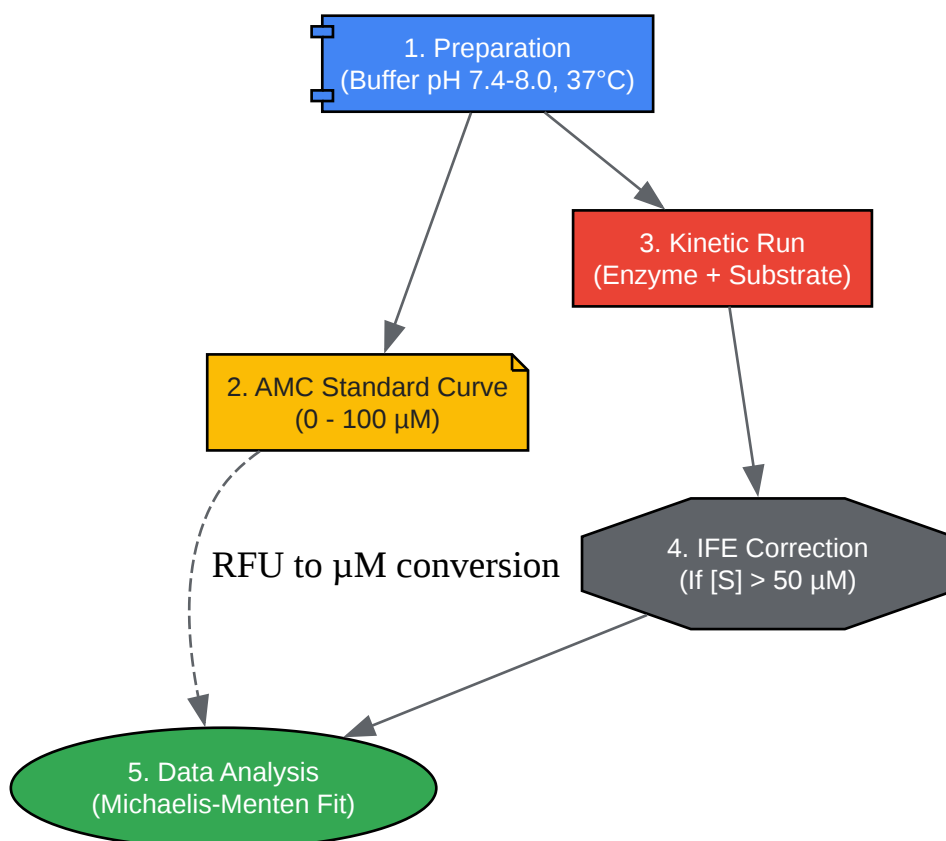 1. Preparation
(Buffer pH 7.4-8.0, 37°C)
3. Kinetic Run
(Enzyme + Substrate)
2. AMC Standard Curve
(0 - 100 µM)
RFU to µM conversion
4. IFE Correction
(If [S] > 50 µM)
5. Data Analysis
(Michaelis-Menten Fit)